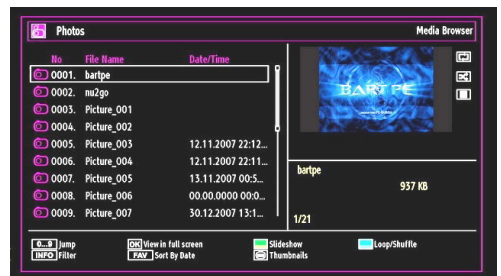 Photos Media Browser
No File Name Date/Time
0001. bartpe
0002. nu2go
0003. Picture_001
0004. Picture_002
0005. Picture_003 12.11.2007 22:12...
0006. Picture_004 12.11.2007 22:11...
0007. Picture_005 13.11.2007 00:5...
0008. Picture_006 00.00.0000 00:0...
0009. Picture_007 30.12.2007 13:1...
BART PE
bartpe
937 KB
1/21
0...9 Jump OK View in full screen Slideshow Loop/Shuffle
INFO Filter FAV Sort By Date Thumbnails